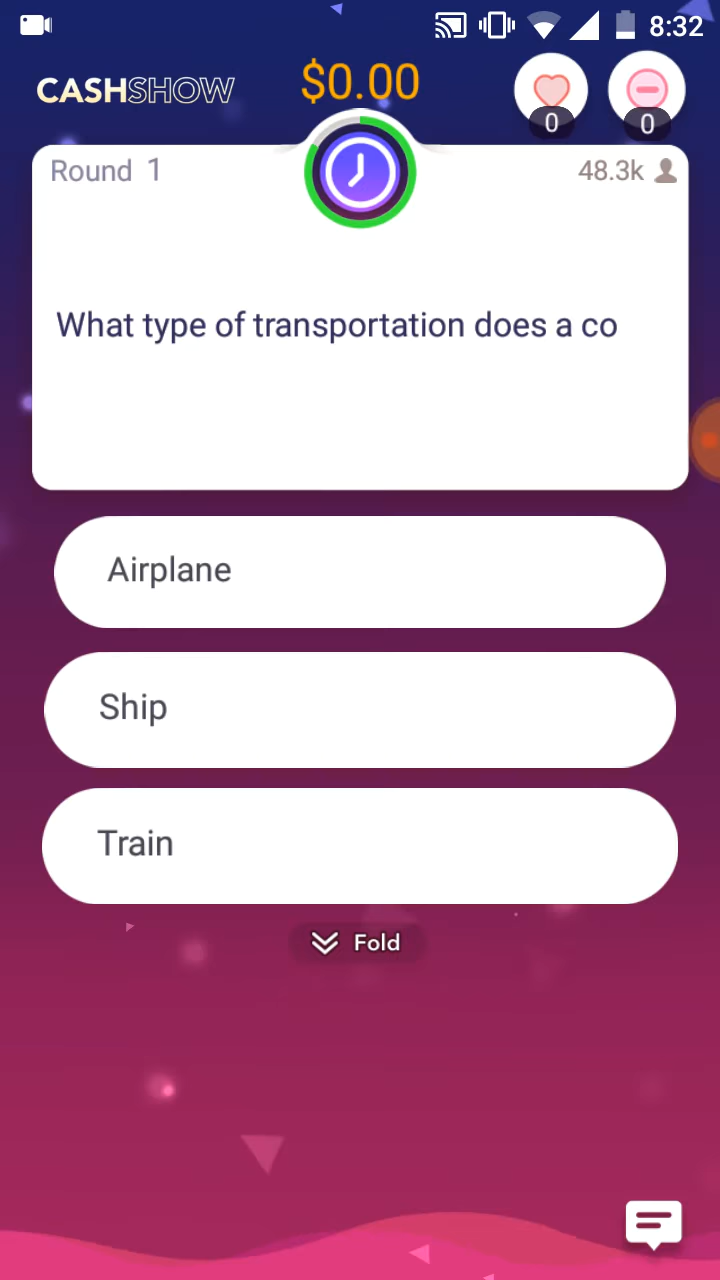 8:32
CASHSHOW
$0.00
0
0
Round 1
48.3k
What type of transportation does a co
Airplane
Ship
Train
Fold